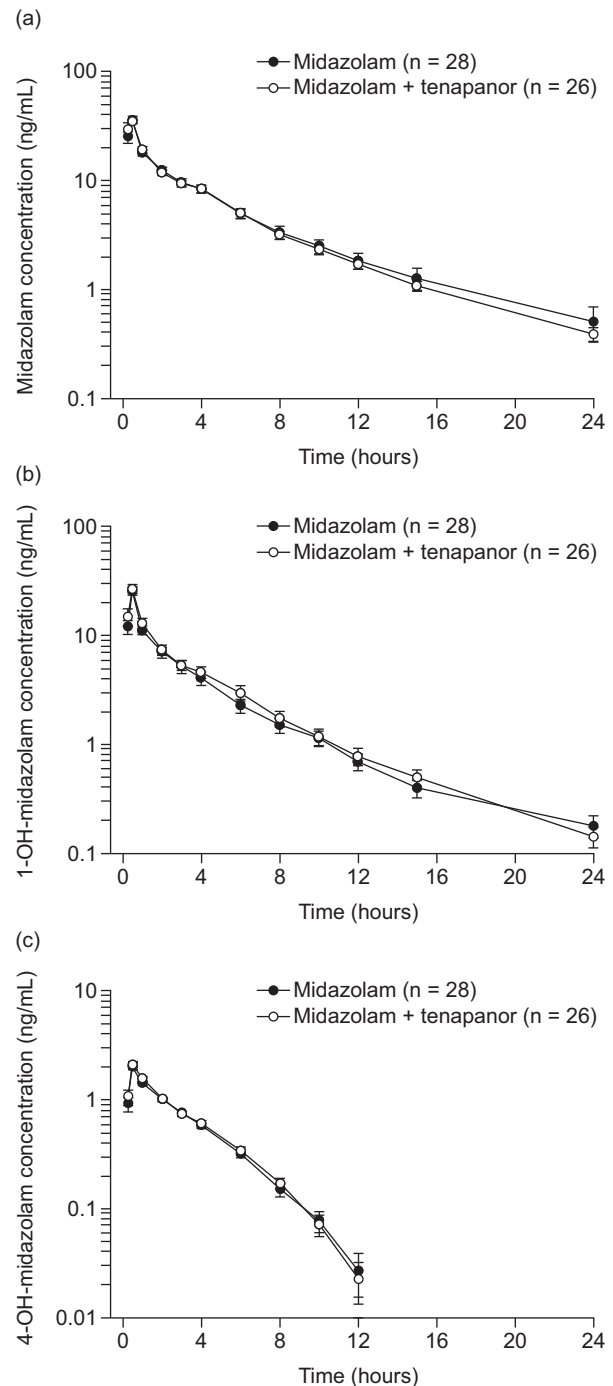 (a)
Midazolam (n = 28)
Midazolam + tenapanor (n = 26)
Midazolam concentration (ng/mL)
100
10
1
0.1
0 4 8 12 16 20 24
Time (hours)
(b)
Midazolam (n = 28)
Midazolam + tenapanor (n = 26)
1-OH-midazolam concentration (ng/mL)
100
10
1
0.1
0 4 8 12 16 20 24
Time (hours)
(c)
Midazolam (n = 28)
Midazolam + tenapanor (n = 26)
4-OH-midazolam concentration (ng/mL)
10
1
0.1
0.01
0 4 8 12 16 20 24
Time (hours)